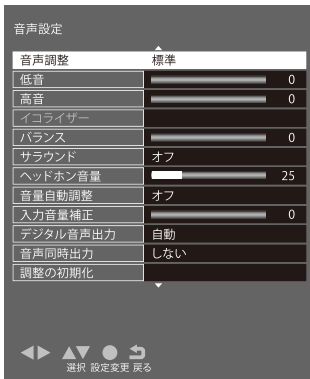 音声設定
音声調整 標準
低音 0
高音 0
イコライザー
バランス 0
サラウンド オフ
ヘッドホン音量 25
音量自動調整 オフ
入力音量補正 0
デジタル音声出力 自動
音声同時出力 しない
調整の初期化
選択 設定変更 戻る